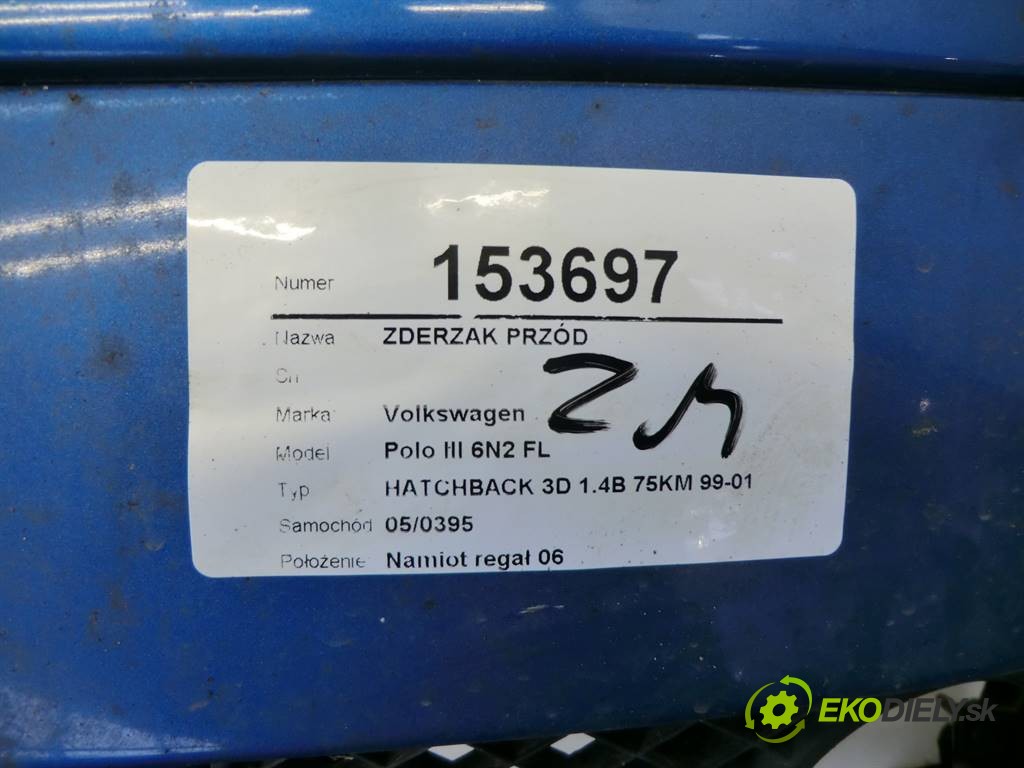 Numer 153697
Nazwa ZDERZAK PRZÓD
Sn
Marka Volkswagen
Model Polo III 6N2 FL
Typ HATCHBACK 3D 1.4B 75KM 99-01
Samochód 05/0395
Położenie Namiot regał 06
EKODIELY.sk